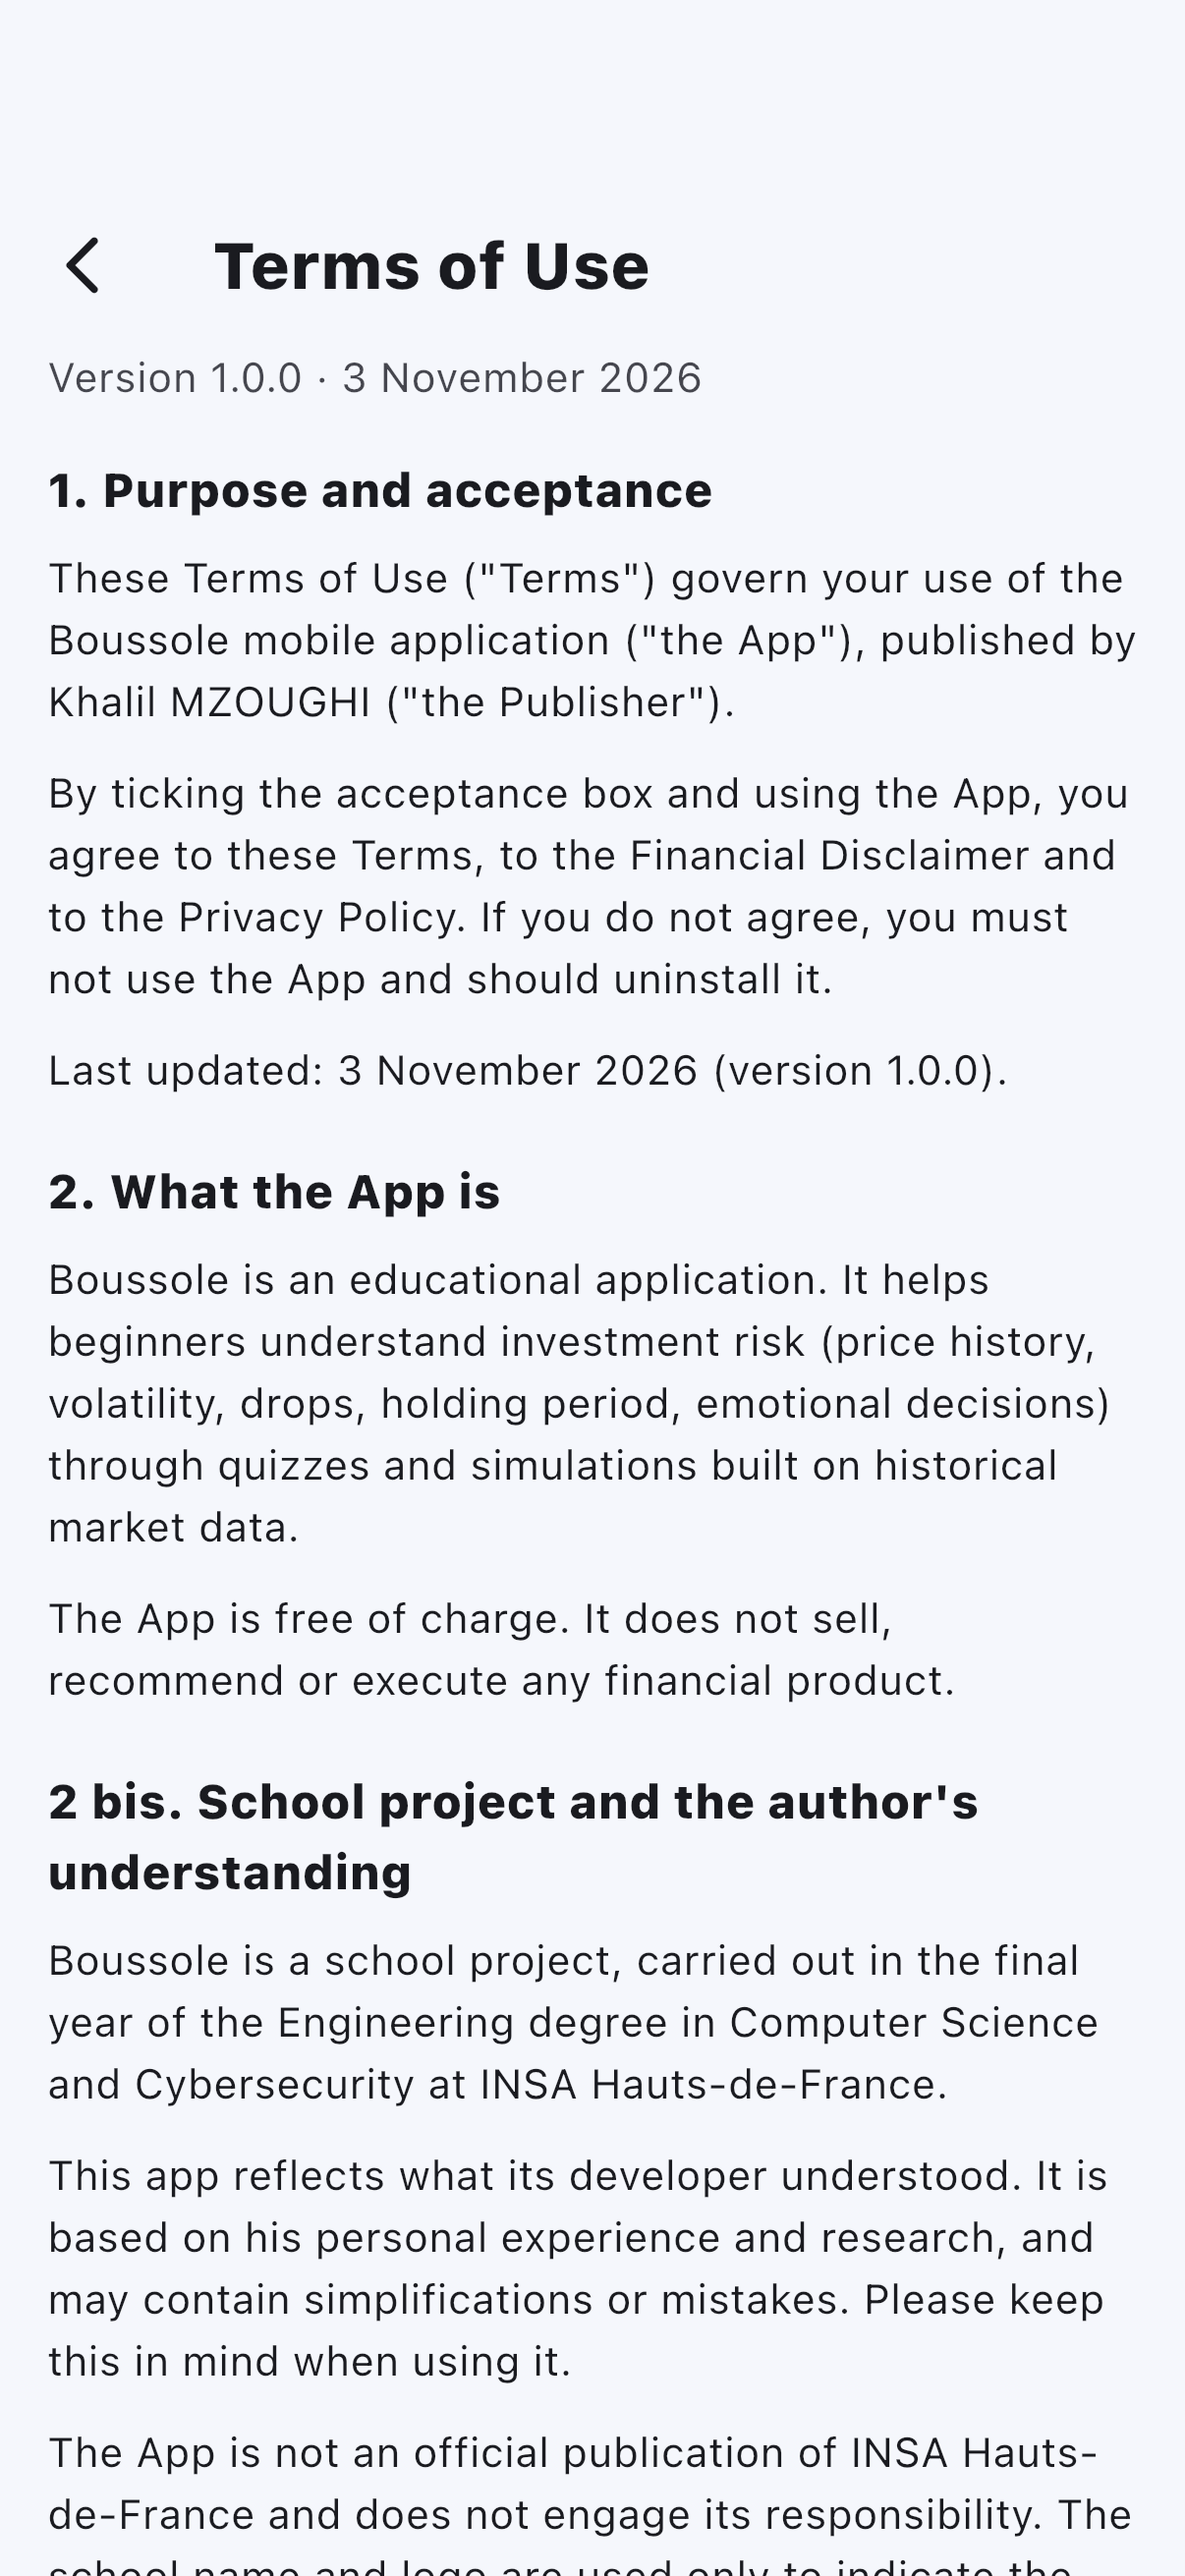 Terms of Use
Version 1.0.0 · 3 November 2026
1. Purpose and acceptance
These Terms of Use ("Terms") govern your use of the
Boussole mobile application ("the App"), published by
Khalil MZOUGHI ("the Publisher").
By ticking the acceptance box and using the App, you
agree to these Terms, to the Financial Disclaimer and
to the Privacy Policy. If you do not agree, you must
not use the App and should uninstall it.
Last updated: 3 November 2026 (version 1.0.0).
2. What the App is
Boussole is an educational application. It helps
beginners understand investment risk (price history,
volatility, drops, holding period, emotional decisions)
through quizzes and simulations built on historical
market data.
The App is free of charge. It does not sell,
recommend or execute any financial product.
2 bis. School project and the author's
understanding
Boussole is a school project, carried out in the final
year of the Engineering degree in Computer Science
and Cybersecurity at INSA Hauts-de-France.
This app reflects what its developer understood. It is
based on his personal experience and research, and
may contain simplifications or mistakes. Please keep
this in mind when using it.
The App is not an official publication of INSA Hauts-
de-France and does not engage its responsibility. The
school name and logo are used only to indicate the